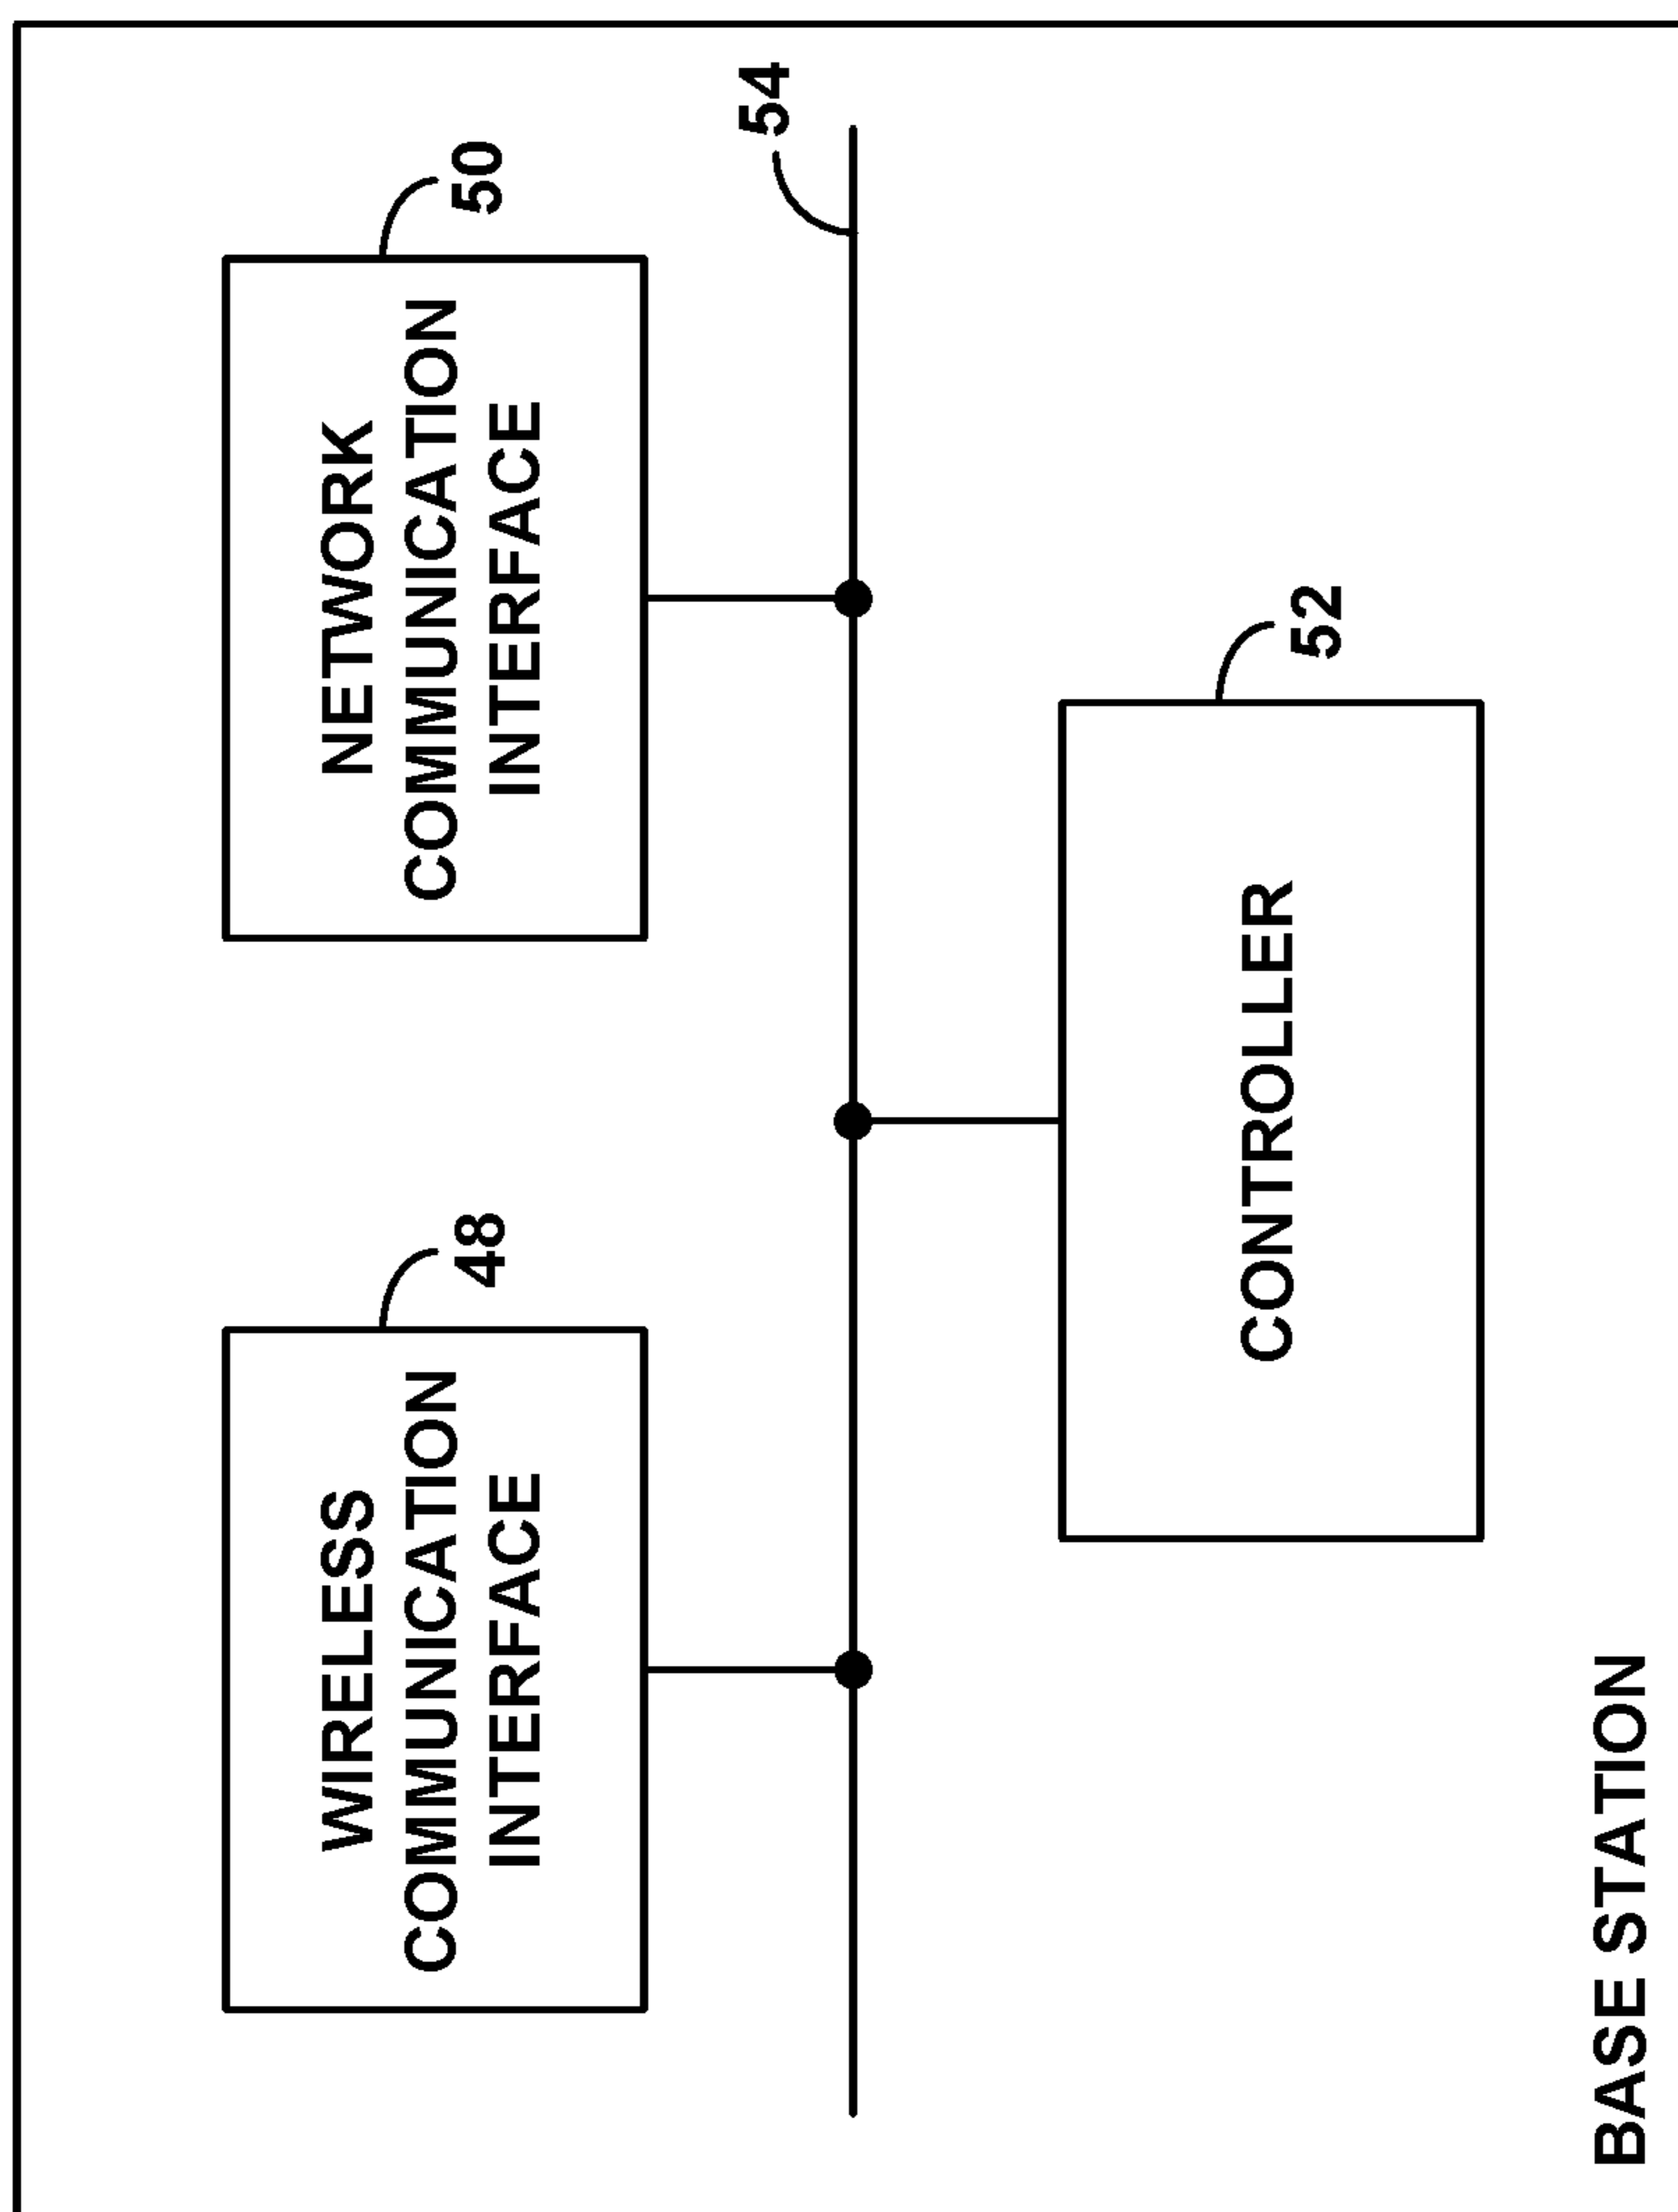 WIRELESS
COMMUNICATION
INTERFACE
48
NETWORK
COMMUNICATION
INTERFACE
50
54
CONTROLLER
52
BASE STATION